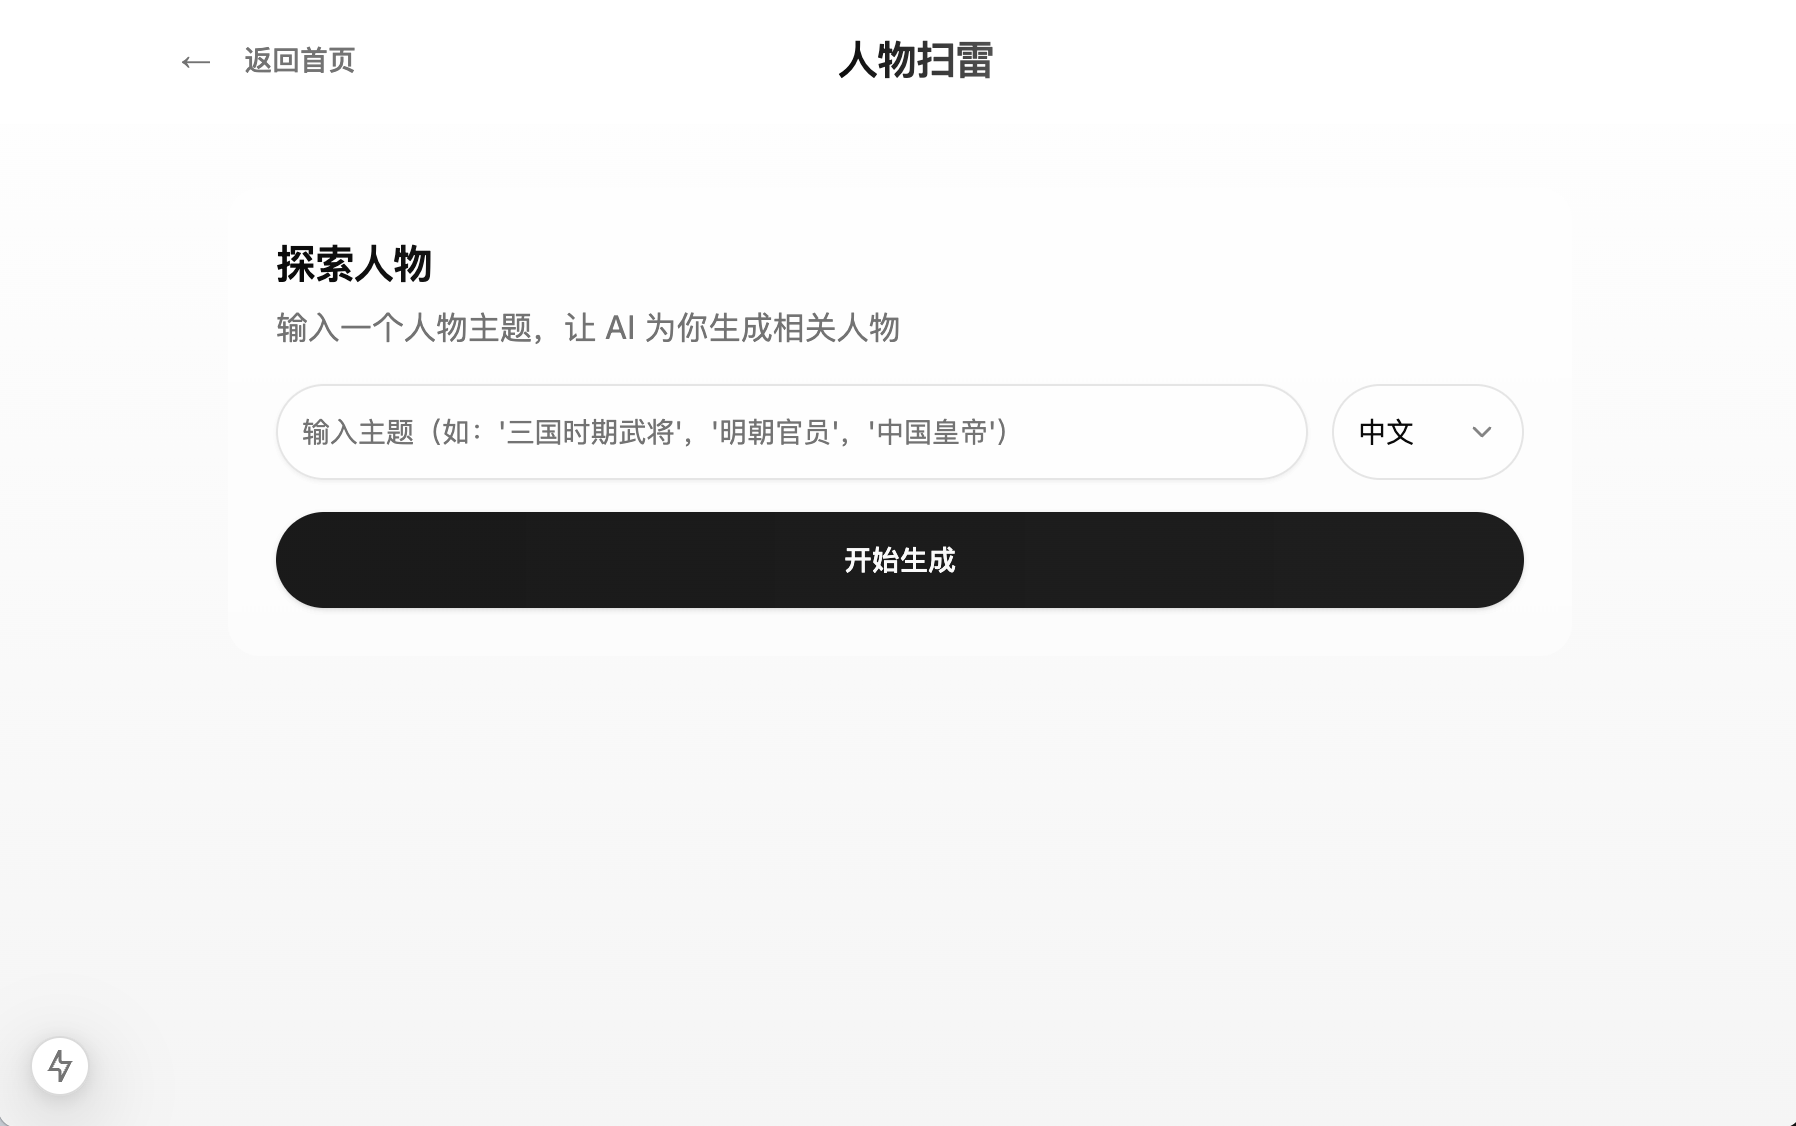 ← 返回首页
人物扫雷
探索人物
输入一个人物主题，让 AI 为你生成相关人物
输入主题（如：'三国时期武将'，'明朝官员'，'中国皇帝'）
中文
开始生成